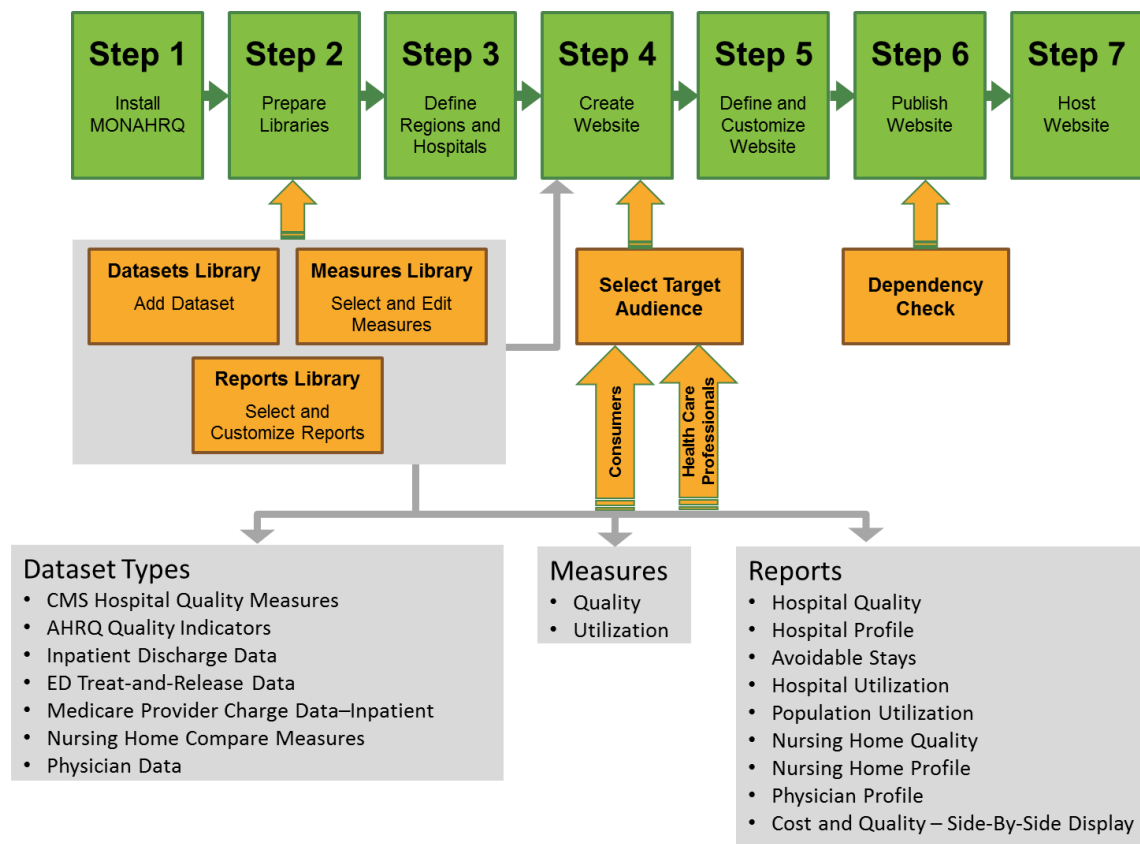 Step 1
Install
MONAHRQ
Step 2
Prepare
Libraries
Step 3
Define
Regions and
Hospitals
Step 4
Create
Website
Step 5
Define and
Customize
Website
Step 6
Publish
Website
Step 7
Host
Website
Datasets Library
Add Dataset
Measures Library
Select and Edit
Measures
Reports Library
Select and
Customize Reports
Select Target
Audience
Dependency
Check
Consumers
Health Care
Professionals
Dataset Types
• CMS Hospital Quality Measures
• AHRQ Quality Indicators
• Inpatient Discharge Data
• ED Treat-and-Release Data
• Medicare Provider Charge Data–Inpatient
• Nursing Home Compare Measures
• Physician Data
Measures
• Quality
• Utilization
Reports
• Hospital Quality
• Hospital Profile
• Avoidable Stays
• Hospital Utilization
• Population Utilization
• Nursing Home Quality
• Nursing Home Profile
• Physician Profile
• Cost and Quality – Side-By-Side Display